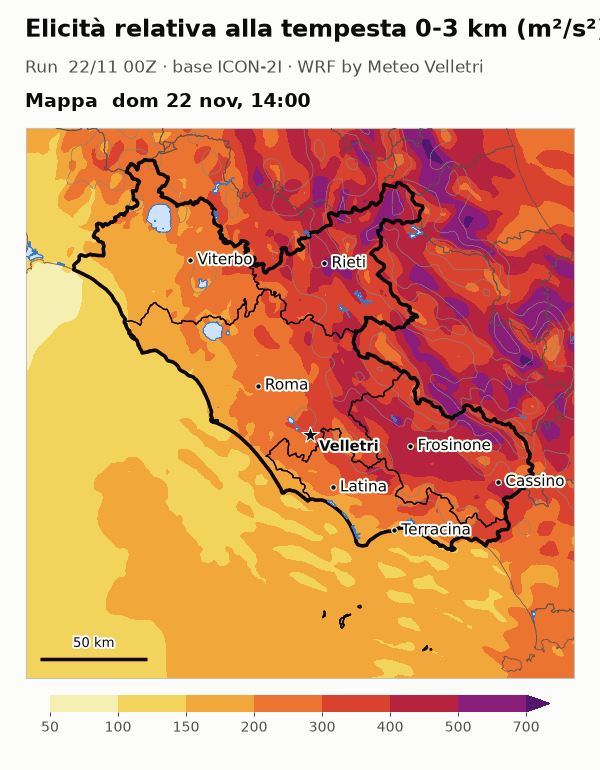 Elicità relativa alla tempesta 0-3 km (m²/s²)
Run 22/11 00Z · base ICON-2I · WRF by Meteo Velletri
Mappa dom 22 nov, 14:00
Viterbo
Rieti
Roma
Velletri
Frosinone
Latina
Cassino
Terracina
50 km
50 100 150 200 300 400 500 700